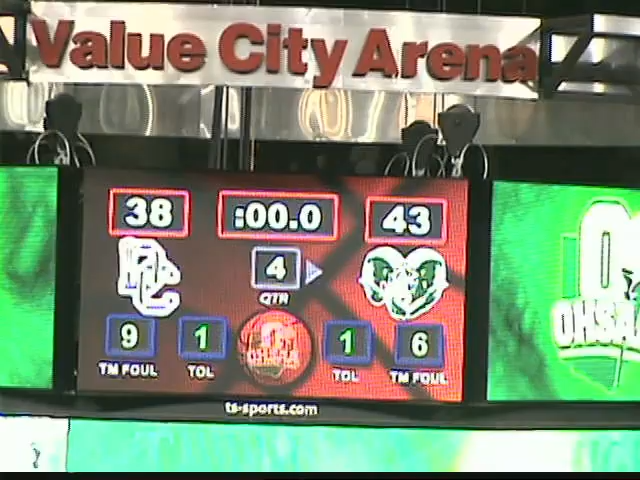 Value City Arena
38 :00.0 43
DC 4
QTR
9 1 1 6
TM FOUL TOL TOL TM FOUL
ts-sports.com